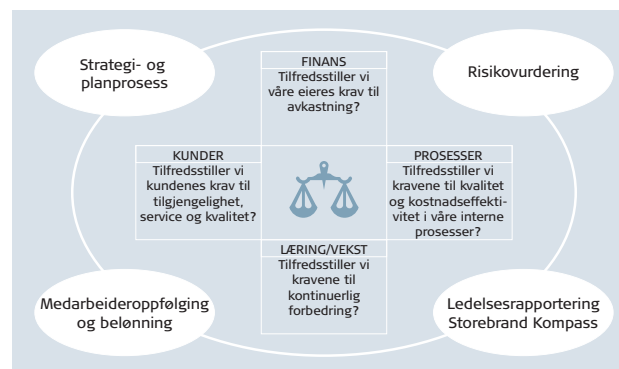 Strategi- og
planprosess
FINANS
Tilfredsstiller vi
våre eieres krav til
avkastning?
Risikovurdering
KUNDER
Tilfredsstiller vi
kundenes krav til
tilgjengelighet,
service og kvalitet?
PROSESSER
Tilfredsstiller vi
kravene til kvalitet
og kostnadseffekti-
vitet i våre interne
prosesser?
LÆRING/VEKST
Tilfredsstiller vi
kravene til
kontinuerlig
forbedring?
Medarbeideroppfølging
og belønning
Ledelsesrapportering
Storebrand Kompass